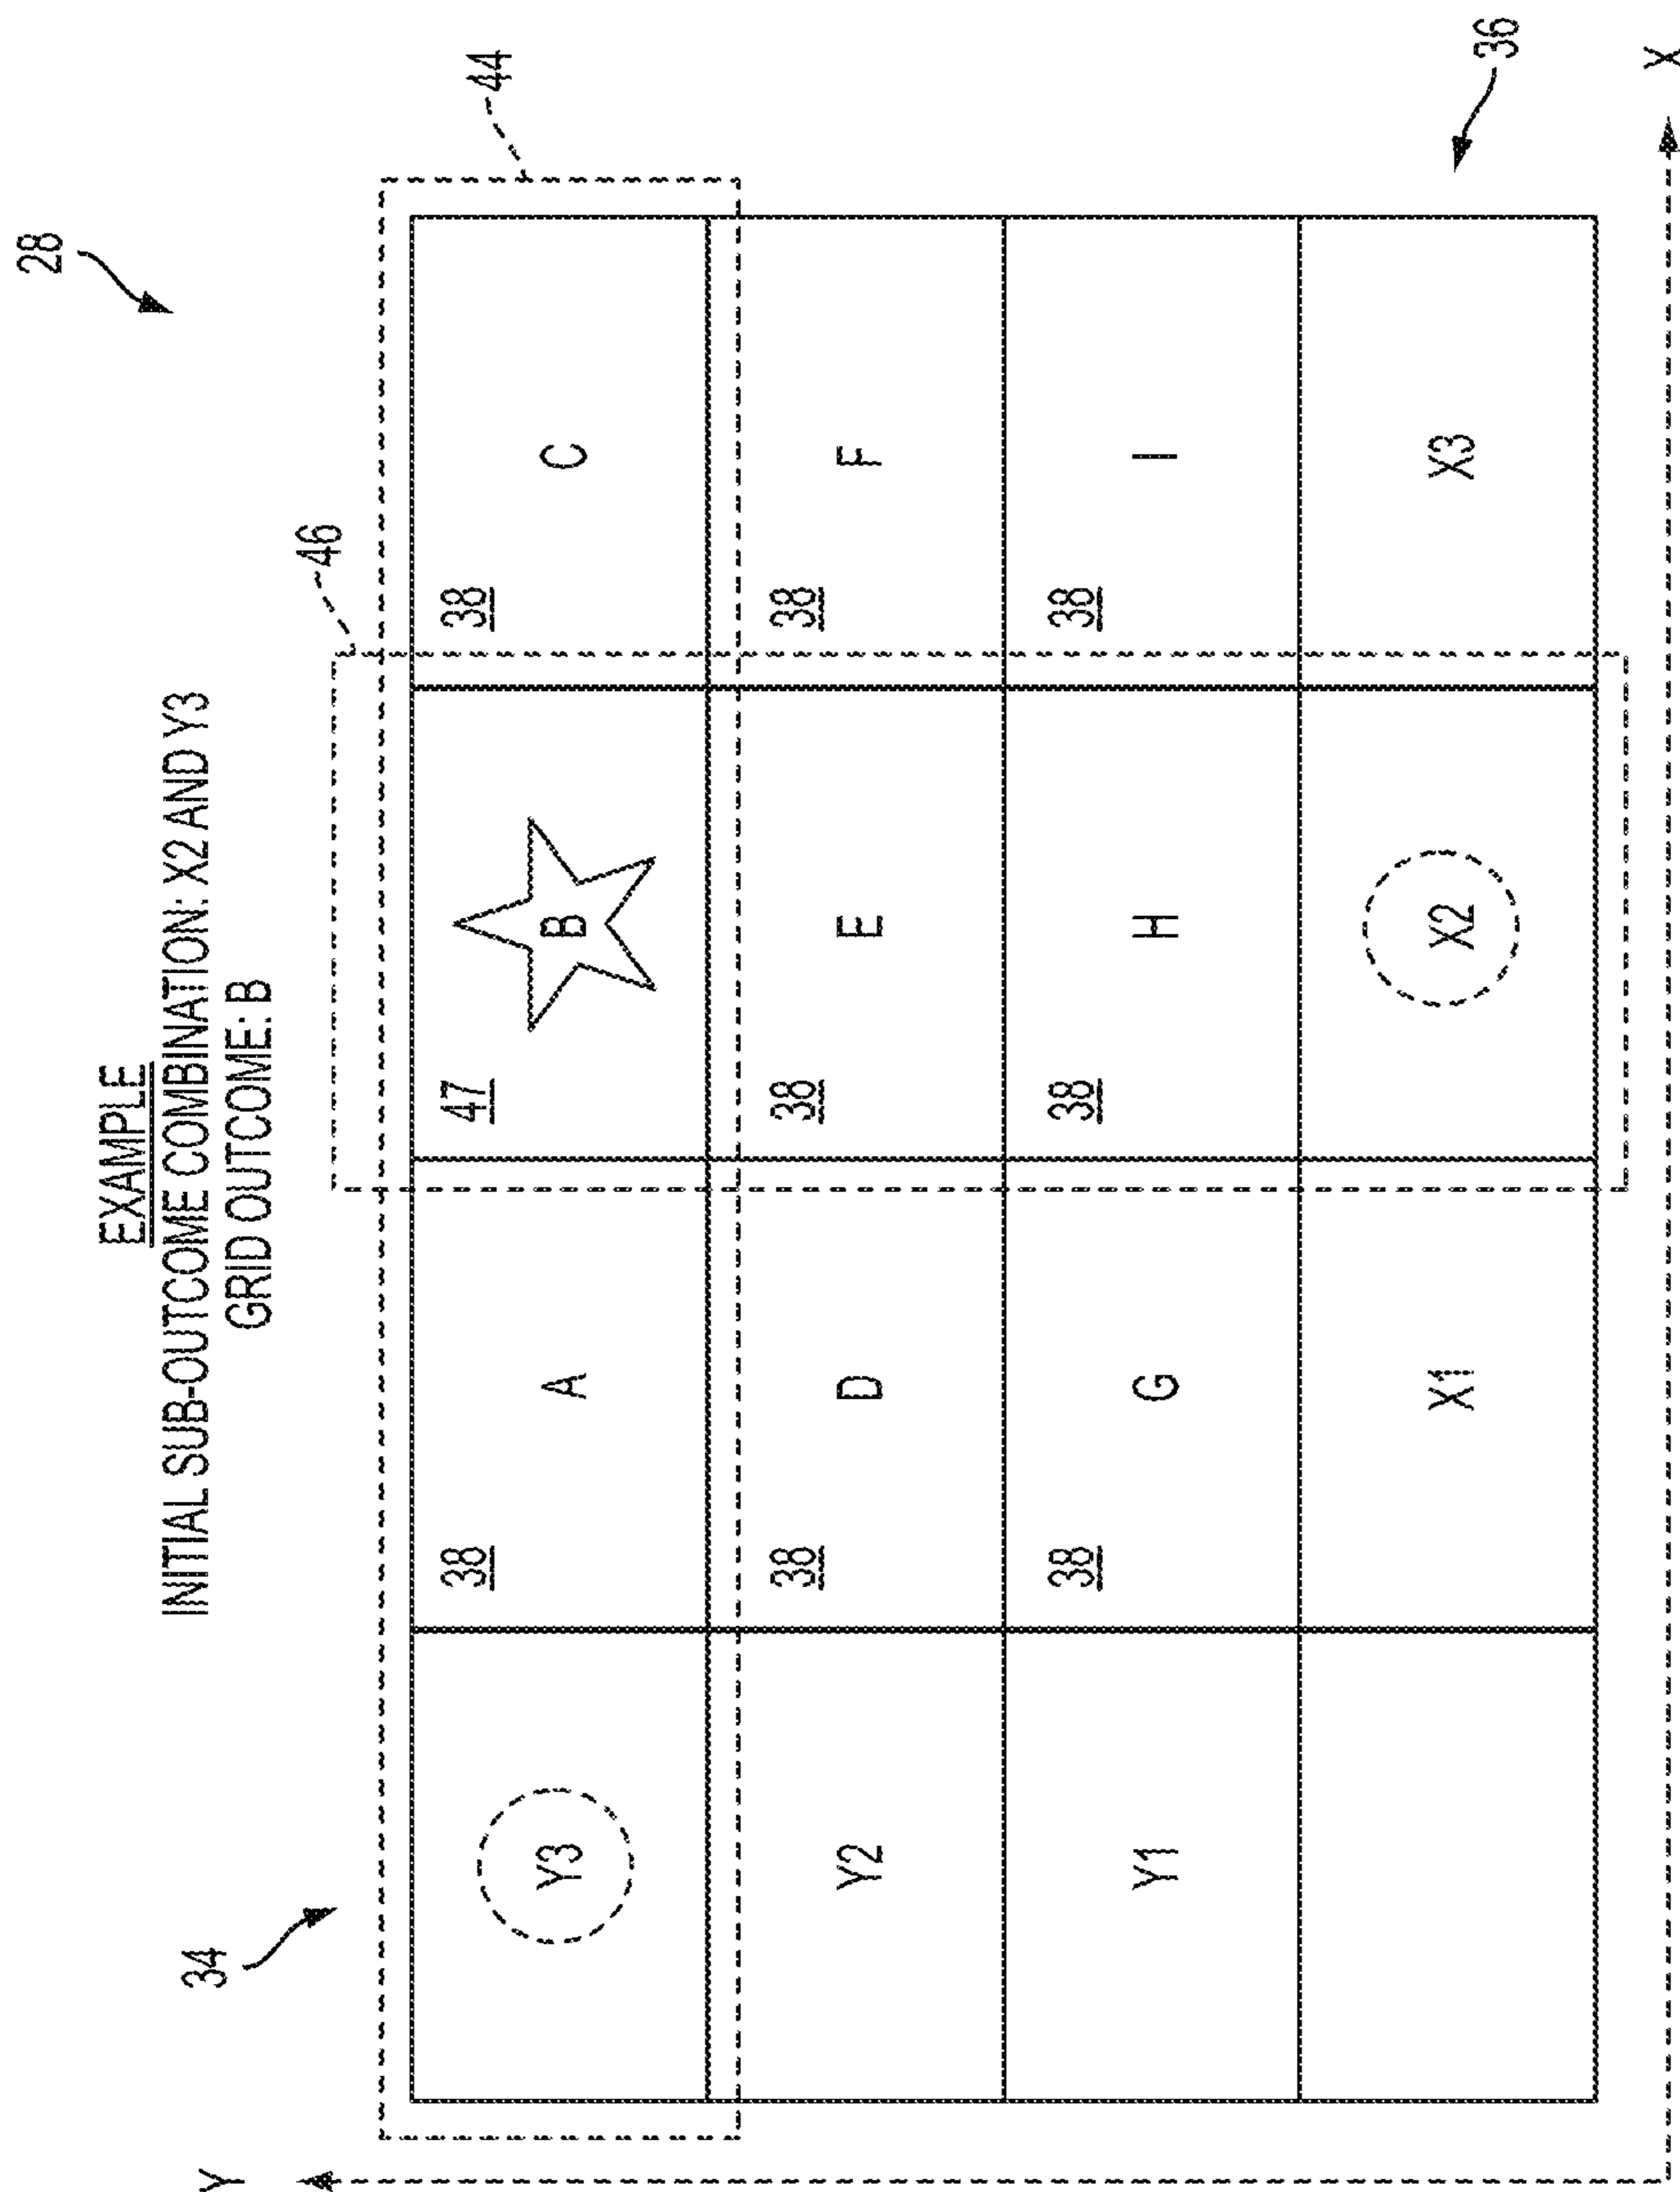 EXAMPLE
INITIAL SUB-OUTCOME COMBINATION: X2 AND Y3
GRID OUTCOME: B
28
34
46
44
Y
Y3
38 A
47 B
38 C
Y2
38 D
38 E
38 F
Y1
38 G
38 H
38 I
X1
X2
X3
36
X